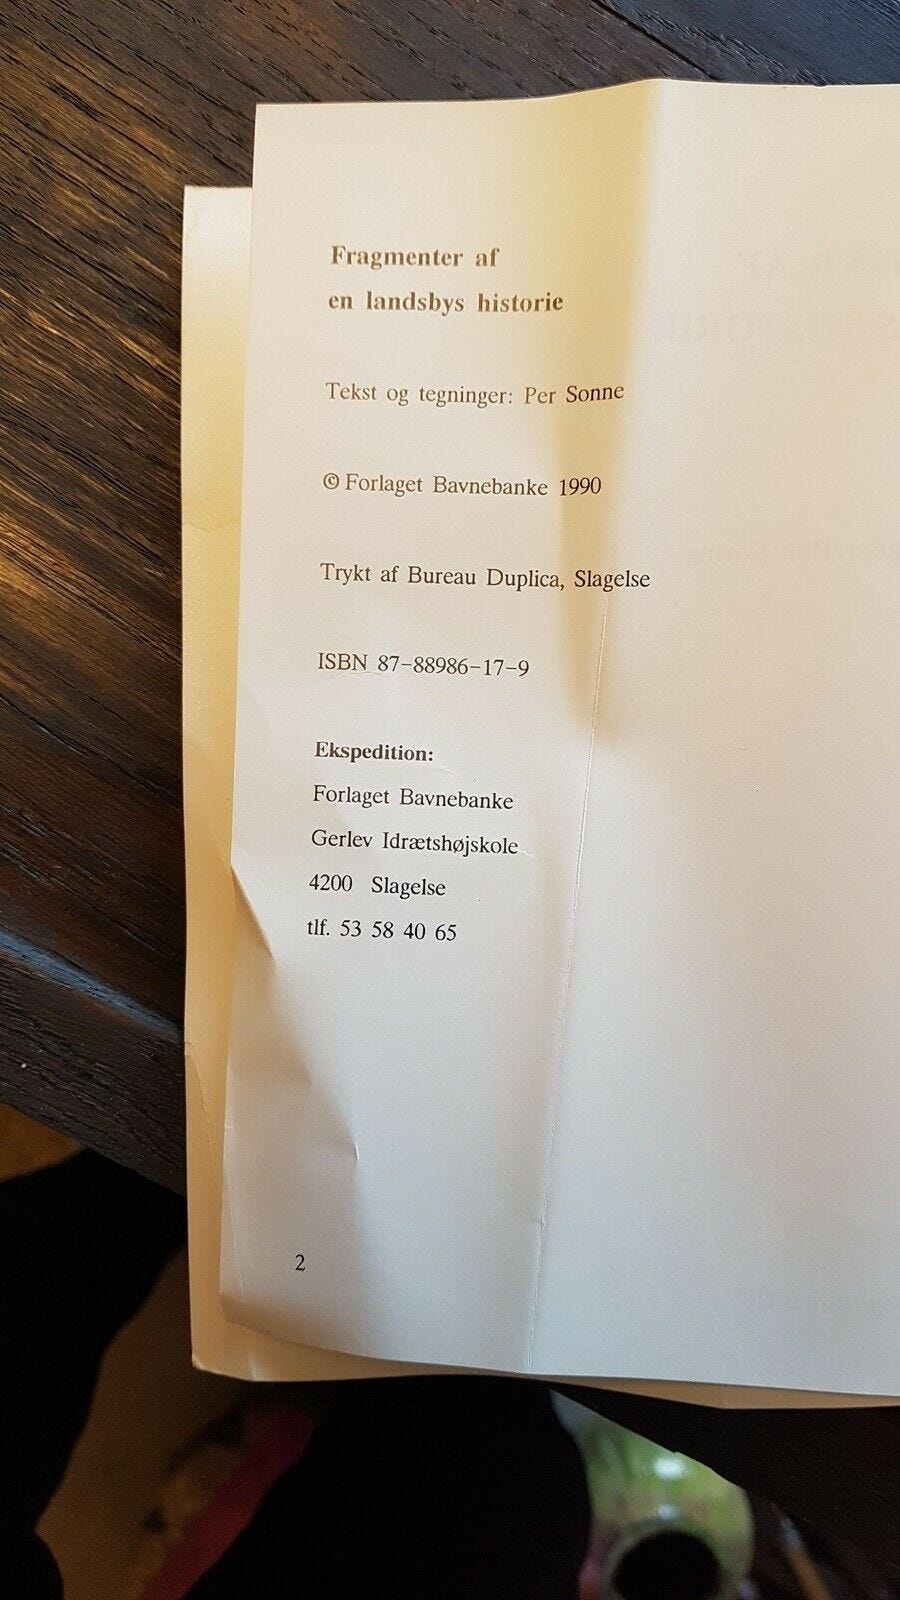 Fragmenter af
en landsbys historie
Tekst og tegninger: Per Sonne
© Forlaget Bavnebanke 1990
Trykt af Bureau Duplica, Slagelse
ISBN 87-88986-17-9
Ekspedition:
Forlaget Bavnebanke
Gerlev Idrætshøjskole
4200 Slagelse
tlf. 53 58 40 65
2